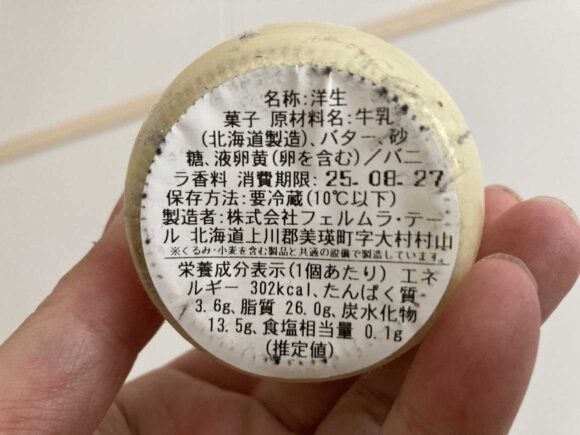 名称:洋生
菓子 原材料名:牛乳
(北海道製造)、バター、砂
糖、液卵黄(卵を含む)／バニ
ラ香料 消費期限: 25.08.27
保存方法:要冷蔵(10℃以下)
製造者:株式会社フェルムラ・テー
ル 北海道上川郡美瑛町字大村村山
※くるみ・小麦を含む製品と共通の設備で製造しています。
栄養成分表示(1個あたり) エネ
ルギー 302kcal、たんぱく質
3.6g、脂質 26.0g、炭水化物
13.5g、食塩相当量 0.1g
(推定値)